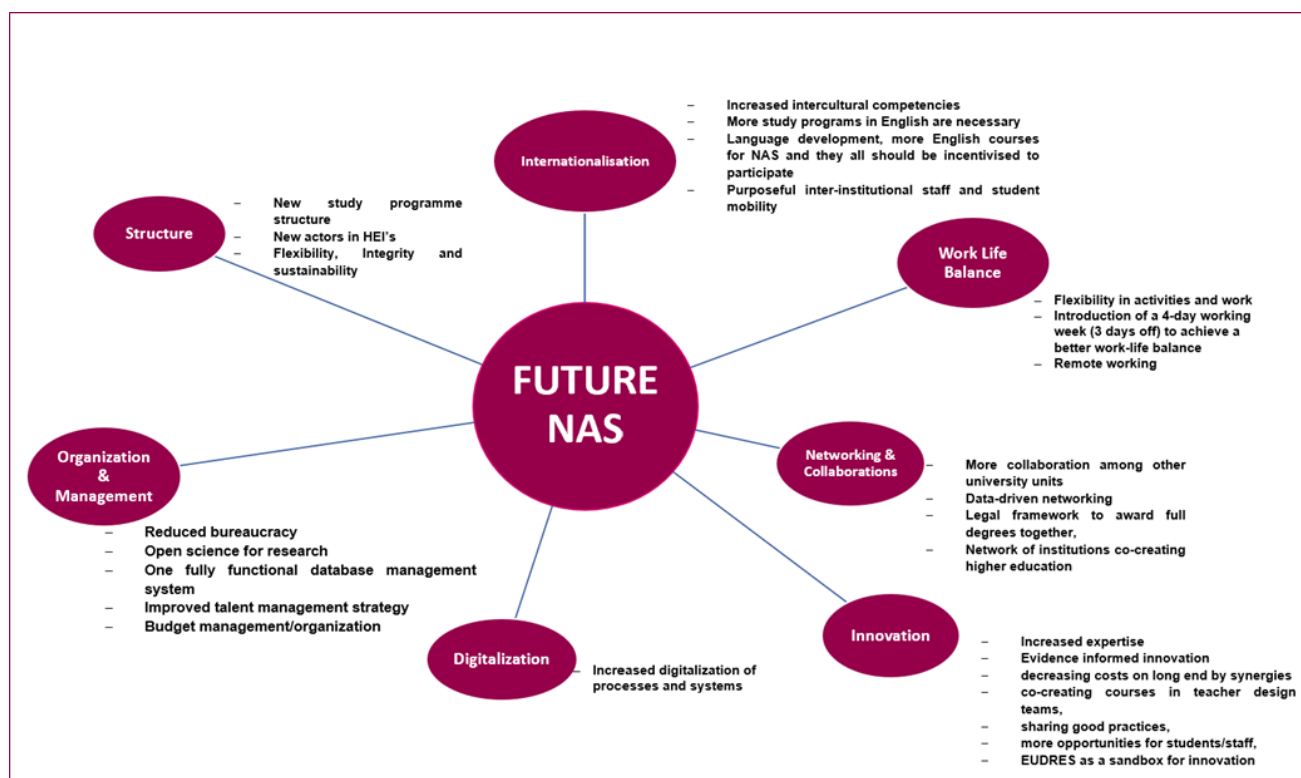 Internationalisation
– Increased intercultural competencies
– More study programs in English are necessary
– Language development, more English courses
for NAS and they all should be incentivised to
participate
– Purposeful inter-institutional staff and student
mobility
Structure
– New study programme
structure
– New actors in HEI's
– Flexibility, Integrity and
sustainability
Work Life
Balance
– Flexibility in activities and work
– Introduction of a 4-day working
week (3 days off) to achieve a
better work-life balance
– Remote working
FUTURE
NAS
Organization
&
Management
– Reduced bureaucracy
– Open science for research
– One fully functional database management
system
– Improved talent management strategy
– Budget management/organization
Networking &
Collaborations
– More collaboration among other
university units
– Data-driven networking
– Legal framework to award full
degrees together,
– Network of institutions co-creating
higher education
Digitalization
– Increased digitalization of
processes and systems
Innovation
– Increased expertise
– Evidence informed innovation
– decreasing costs on long end by synergies
– co-creating courses in teacher design
teams,
– sharing good practices,
– more opportunities for students/staff,
– EUDRES as a sandbox for innovation